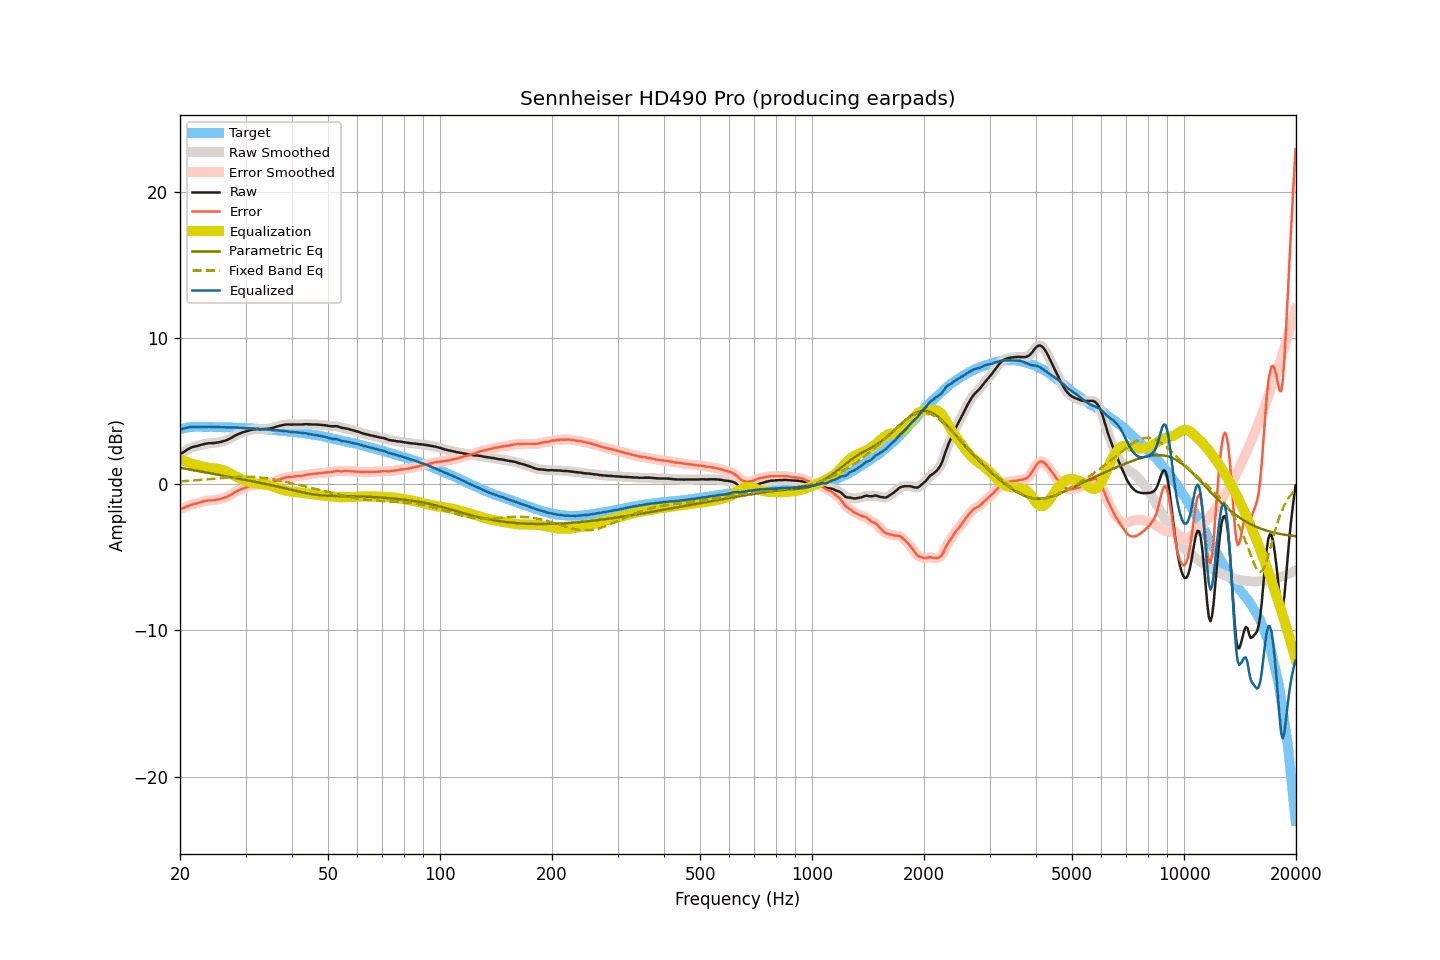 Sennheiser HD490 Pro (producing earpads)
Target
Raw Smoothed
Error Smoothed
Raw
Error
Equalization
Parametric Eq
Fixed Band Eq
Equalized
20
10
0
−10
−20
Amplitude (dBr)
20 50 100 200 500 1000 2000 5000 10000 20000
Frequency (Hz)